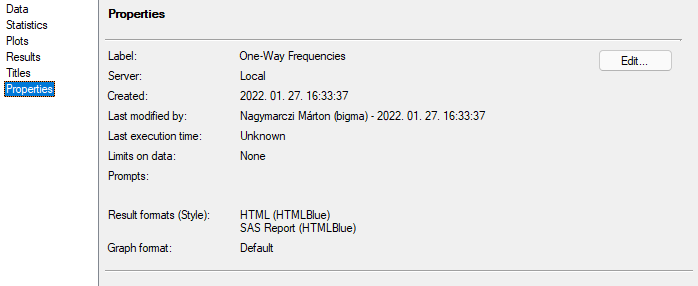 Data
Statistics
Plots
Results
Titles
Properties
Properties
Label: One-Way Frequencies
Edit...
Server: Local
Created: 2022. 01. 27. 16:33:37
Last modified by: Nagymarczi Márton (bigma) - 2022. 01. 27. 16:33:37
Last execution time: Unknown
Limits on data: None
Prompts:
Result formats (Style): HTML (HTMLBlue)
SAS Report (HTMLBlue)
Graph format: Default